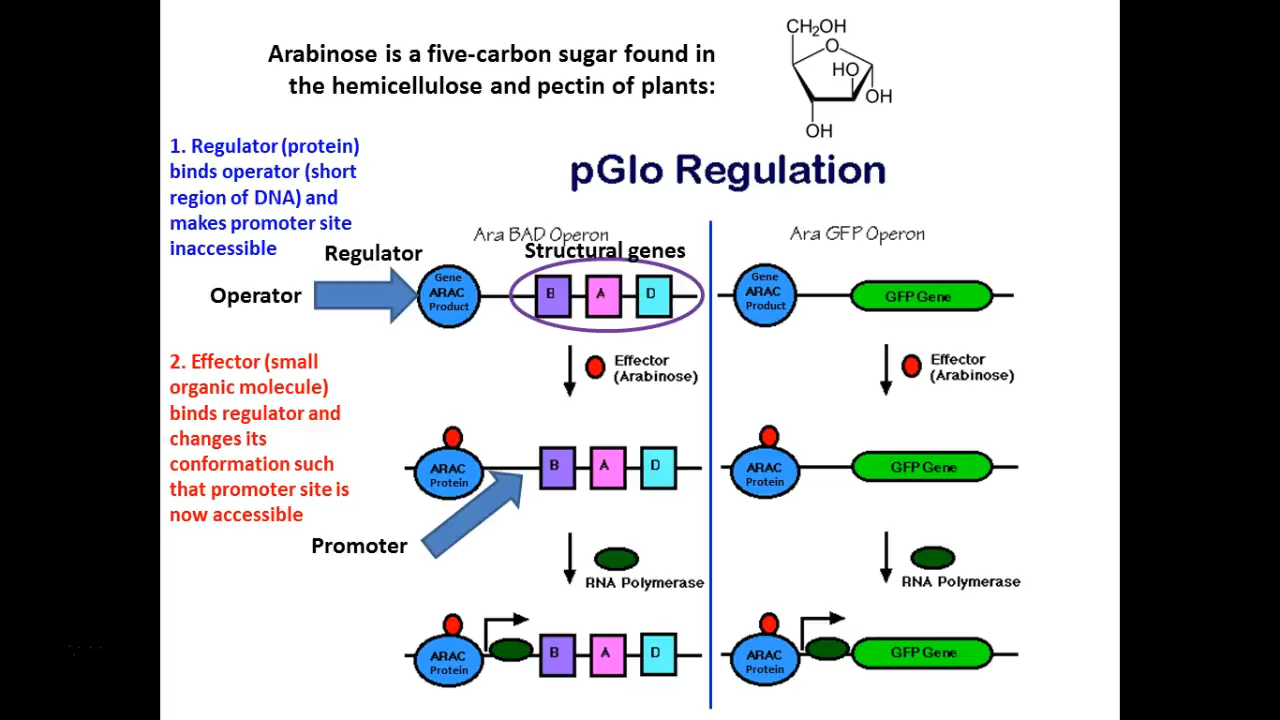 Arabinose is a five-carbon sugar found in
the hemicellulose and pectin of plants:
CH₂OH
O
HO
OH
OH
1. Regulator (protein)
binds operator (short
region of DNA) and
makes promoter site
inaccessible
pGlo Regulation
Ara BAD Operon
Ara GFP Operon
Regulator
Structural genes
Operator
Gene
ARAC
Product
B
A
D
Gene
ARAC
Product
GFP Gene
2. Effector (small
organic molecule)
binds regulator and
changes its
conformation such
that promoter site is
now accessible
Effector
(Arabinose)
Effector
(Arabinose)
ARAC
Protein
B
A
D
ARAC
Protein
GFP Gene
Promoter
RNA Polymerase
RNA Polymerase
ARAC
Protein
B
A
D
ARAC
Protein
GFP Gene